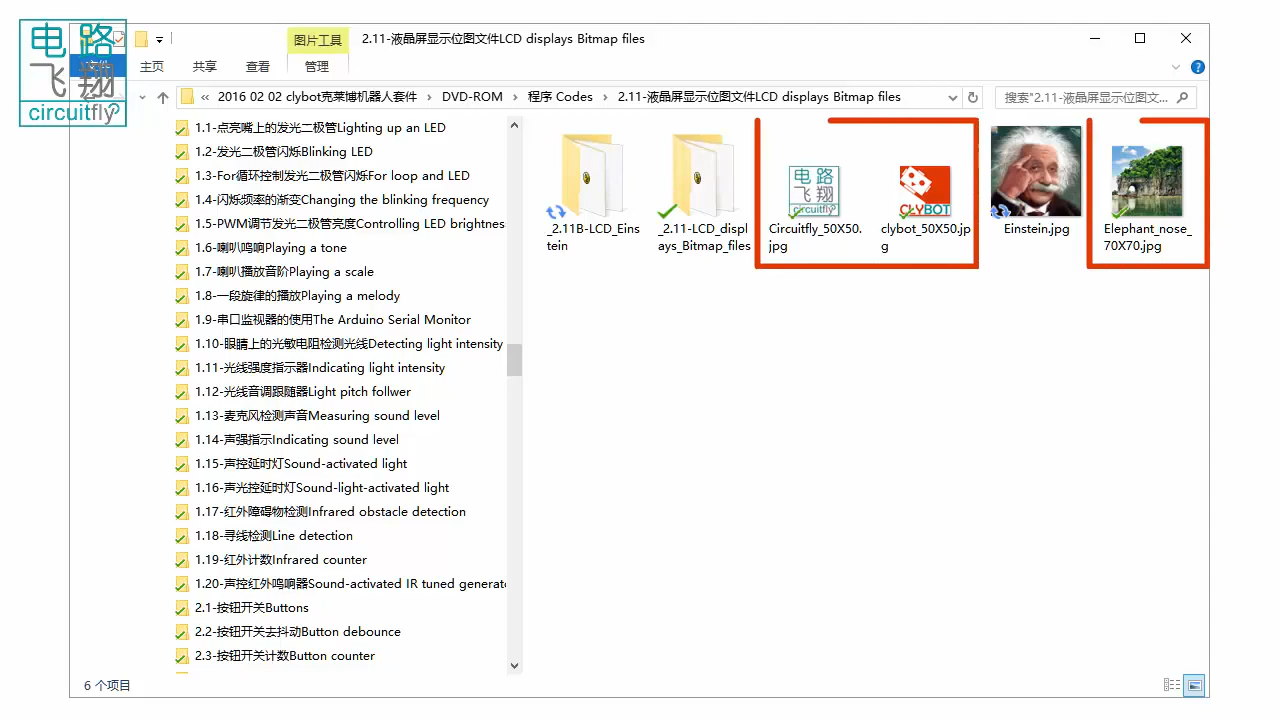 电路
飞翔
circuitfly?
图片工具
2.11-液晶屏显示位图文件LCD displays Bitmap files
文件
主页
共享
查看
管理
« 2016 02 02 clybot克莱博机器人套件 › DVD-ROM › 程序 Codes › 2.11-液晶屏显示位图文件LCD displays Bitmap files
搜索"2.11-液晶屏显示位图文...
1.1-点亮嘴上的发光二极管Lighting up an LED
1.2-发光二极管闪烁Blinking LED
1.3-For循环控制发光二极管闪烁For loop and LED
1.4-闪烁频率的渐变Changing the blinking frequency
1.5-PWM调节发光二极管亮度Controlling LED brightness
1.6-喇叭鸣响Playing a tone
1.7-喇叭播放音阶Playing a scale
1.8-一段旋律的播放Playing a melody
1.9-串口监视器的使用The Arduino Serial Monitor
1.10-眼睛上的光敏电阻检测光线Detecting light intensity
1.11-光线强度指示器Indicating light intensity
1.12-光线音调跟随器Light pitch follwer
1.13-麦克风检测声音Measuring sound level
1.14-声强指示Indicating sound level
1.15-声控延时灯Sound-activated light
1.16-声光控延时灯Sound-light-activated light
1.17-红外障碍物检测Infrared obstacle detection
1.18-寻线检测Line detection
1.19-红外计数Infrared counter
1.20-声控红外鸣响器Sound-activated IR tuned generato
2.1-按钮开关Buttons
2.2-按钮开关去抖动Button debounce
2.3-按钮开关计数Button counter
_2.11B-LCD_Eins
tein
_2.11-LCD_displ
ays_Bitmap_files
电路
飞翔
circuitfly?
Circuitfly_50X50.
jpg
CLYBOT
clybot_50X50.jp
g
Einstein.jpg
Elephant_nose_
70X70.jpg
6 个项目